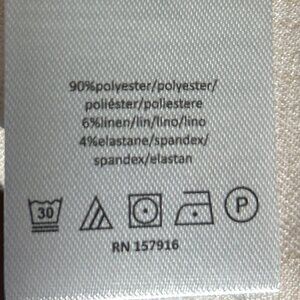 90%polyester/polyester/
poliéster/poliestere
6%linen/lin/lino/lino
4%elastane/spandex/
spandex/elastan
30
P
RN 157916